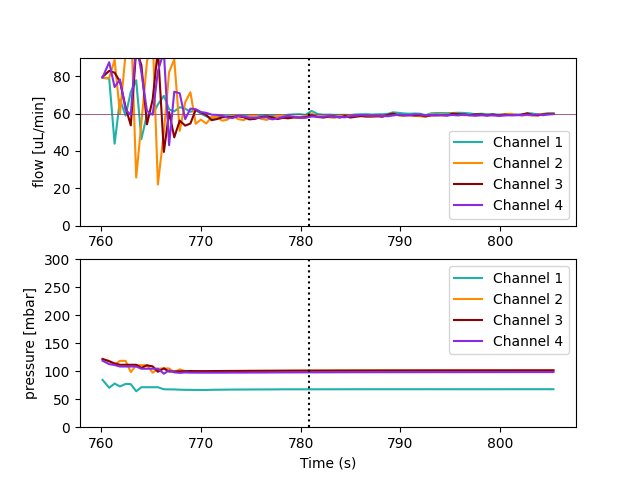 flow [uL/min]
80
60
40
20
0
760 770 780 790 800
Channel 1
Channel 2
Channel 3
Channel 4
pressure [mbar]
300
250
200
150
100
50
0
760 770 780 790 800
Channel 1
Channel 2
Channel 3
Channel 4
Time (s)